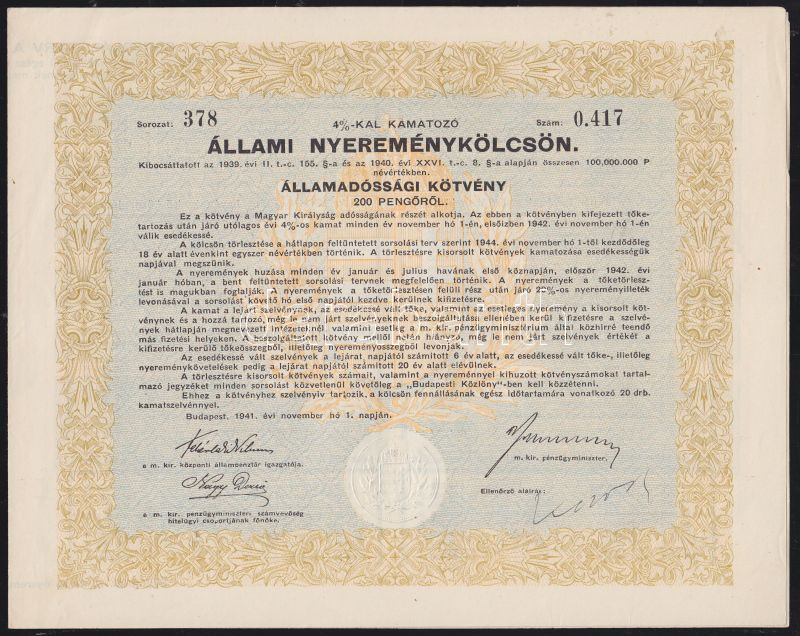 Sorozat: 378
4%-KAL KAMATOZÓ
Szám: 0.417
ÁLLAMI NYEREMÉNYKÖLCSÖN.
Kibocsáttatott az 1939. évi II. t.-c. 155. §-a és az 1940. évi XXVI. t.-c. 8. §-a alapján összesen 100,000.000 P
névértékben.
ÁLLAMADÓSSÁGI KÖTVÉNY
200 PENGŐRŐL.
Ez a kötvény a Magyar Királyság adósságának részét alkotja. Az ebben a kötvényben kifejezett tőke-
tartozás után járó utólagos évi 4%-os kamat minden év november hó 1-én, elsőízben 1942. évi november hó 1-én
válik esedékessé.
A kölcsön törlesztése a hátlapon feltüntetett sorsolási terv szerint 1944. évi november hó 1-től kezdődőleg
18 év alatt évenkint egyszer névértékben történik. A törlesztésre kisorsolt kötvények kamatozása esedékességük
napjával megszünik.
A nyeremények huzása minden év január és julius havának első köznapján, először 1942. évi
január hóban, a bent feltüntetett sorsolási tervnek megfelelően történik. A nyeremények a tőketörlesz-
tést is magukban foglalják. A nyeremények a tőketörlesztésen felüli rész után járó 25%-os nyereményilleték
levonásával a sorsolást követő hó első napjától kezdve kerülnek kifizetésre.
A kamat a lejárt szelvénynek, az esedékessé vált tőke, valamint az esetleges nyeremény a kisorsolt köt-
vénynek és a hozzá tartozó, még le nem járt szelvényeknek beszolgáltatási ellenében kerül kifizetésre a szelvé-
nyek hátlapján megnevezett intézeteknél, valamint esetleg a m. kir. pénzügyminisztérium által közhirré teendő
más fizetési helyeken. A beszolgáltatott kötvény mellől netán hiányzó, le nem járt szelvények értékét a
kifizetésre kerülő tőkeösszegből, illetőleg nyereményösszegből levonják.
Az esedékessé vált szelvények a lejárat napjától számított 6 év alatt, az esedékessé vált tőke-, illetőleg
nyereménykövetelések pedig a lejárat napjától számított 20 év alatt elévülnek.
A törlesztésre kisorsolt kötvények számait, valamint a nyereménnyel kihuzott kötvényszámokat tartal-
mazó jegyzéket minden sorsolást közvetlenül követőleg a „Budapesti Közlöny"-ben kell közzétenni.
Ehhez a kötvényhez szelvényív tartozik, a kölcsön fennállásának egész időtartamára vonatkozó 20 drb.
kamatszelvénnyel.
Budapest, 1941. évi november hó 1. napján.
a m. kir. központi állampénztár igazgatója.
m. kir. pénzügyminiszter.
Nagy Dezső
Ellenőrző aláírás:
a m. kir. pénzügyminiszteri számvevőség
hitelügyi csoportjának főnöke.